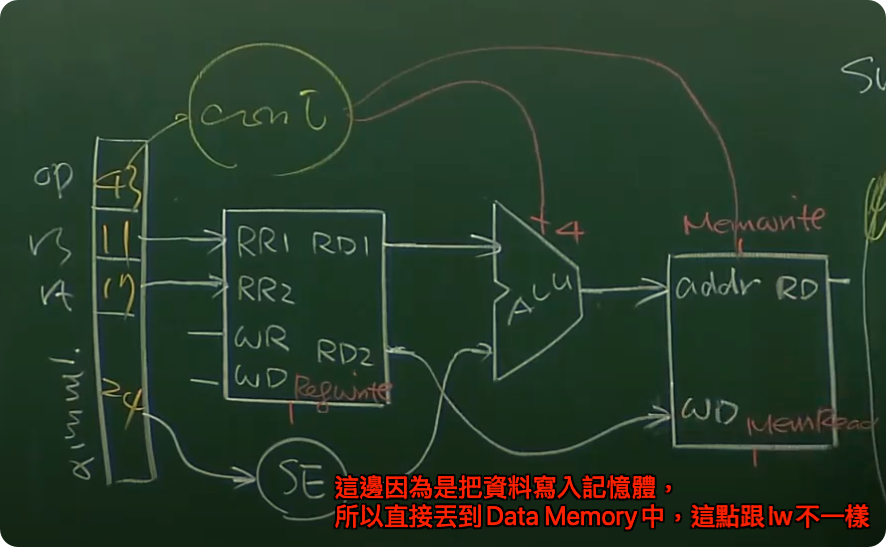 cont
Su
op
43
rs
11
RR1 RD1
4
Memwrite
rt
17
RR2
ALU
addr RD
WR
RD2
WD
Regwrite
immd.
24
WD
MemRead
SE
這邊因為是把資料寫入記憶體，
所以直接丟到 Data Memory 中，這點跟 lw 不一樣